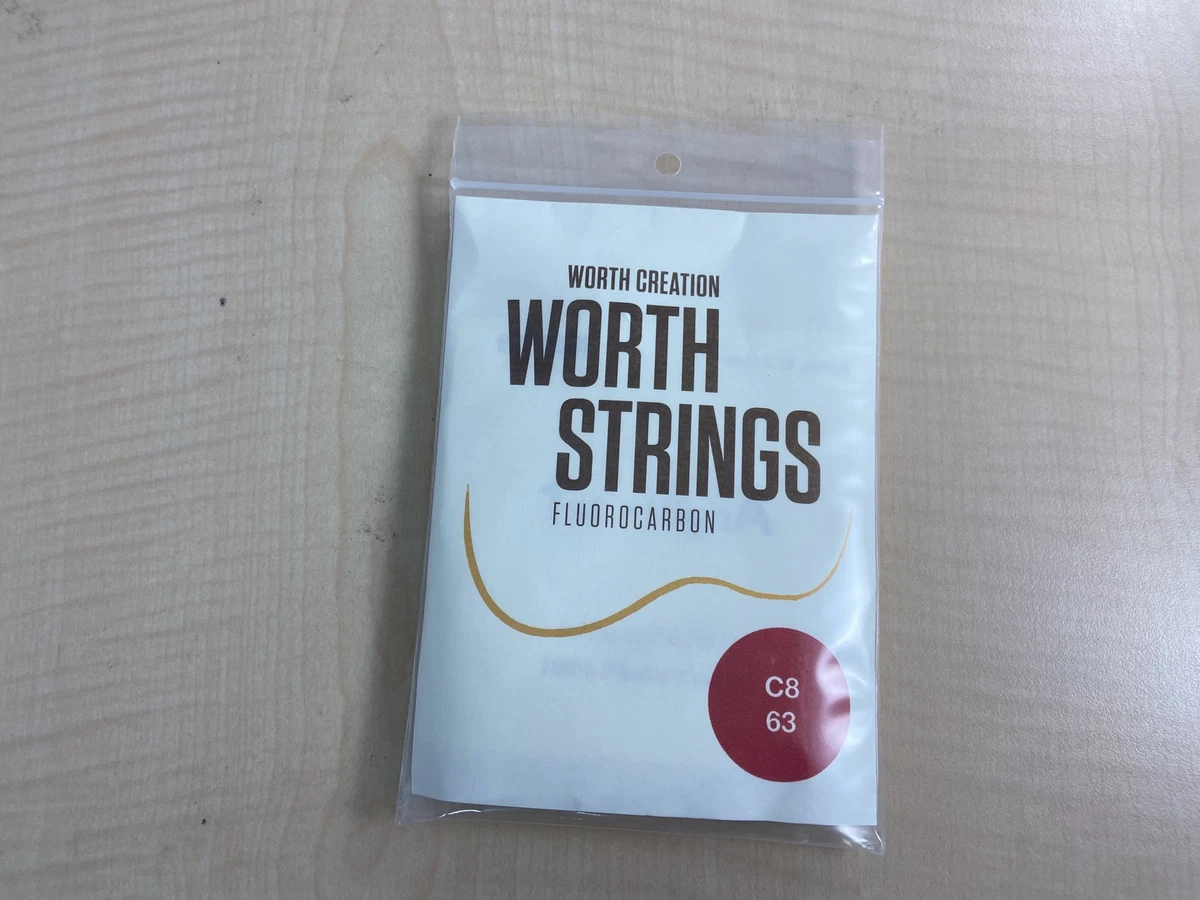 WORTH CREATION
WORTH
STRINGS
FLUOROCARBON
C8
63